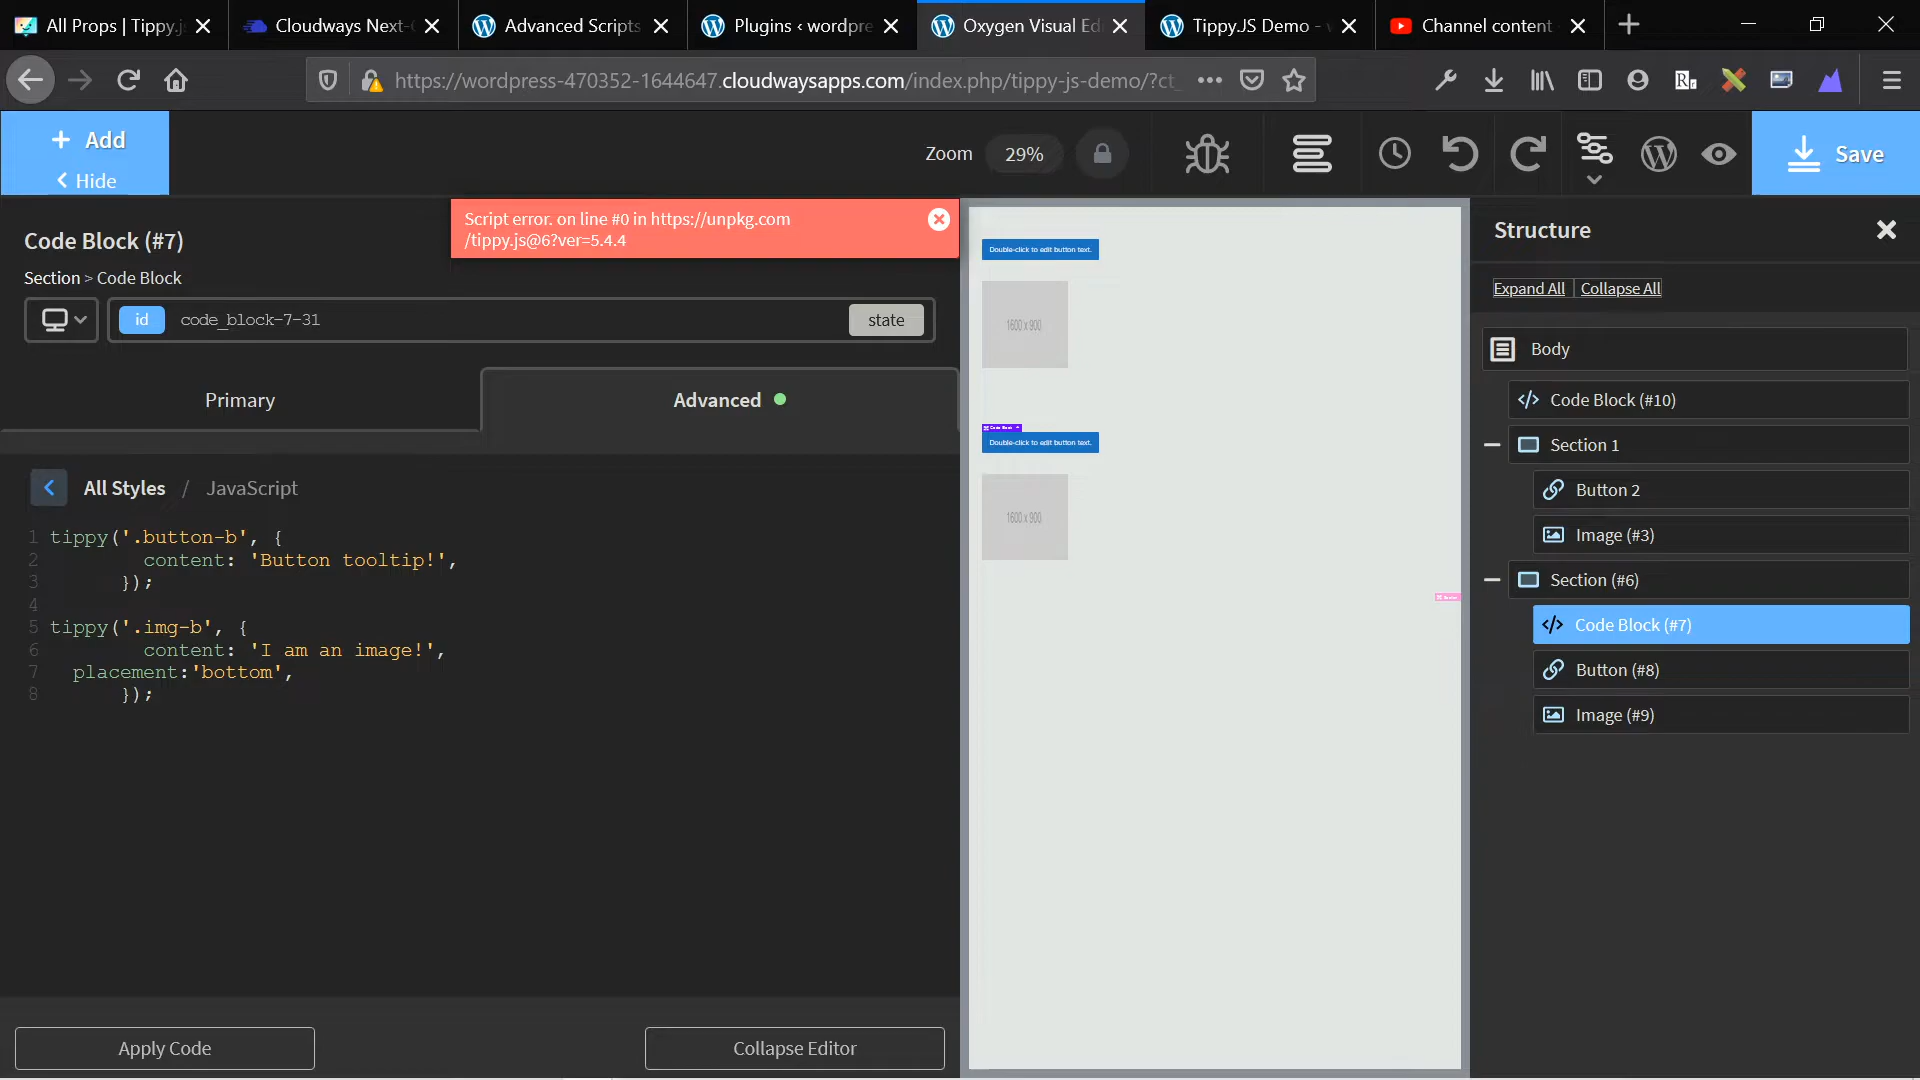 All Props | Tippy.js
Cloudways Next-
Advanced Scripts
Plugins ‹ wordpre
Oxygen Visual Ed
TippyJS Demo -
Channel content
https://wordpress-470352-1644647.cloudwaysapps.com/index.php/tippy-js-demo/?ct_
+ Add
Hide
Zoom
29%
Save
Script error. on line #0 in https://unpkg.com
/tippy.js@6?ver=5.4.4
Code Block (#7)
Section > Code Block
id
code_block-7-31
state
Primary
Advanced
All Styles / JavaScript
1 tippy('.button-b', {
2 content: 'Button tooltip!',
3 });
4
5 tippy('.img-b', {
6 content: 'I am an image!',
7 placement:'bottom',
8 });
Apply Code
Collapse Editor
Double-click to edit button text.
1600 x 900
Code Block
Double-click to edit button text.
1600 x 900
Structure
Expand All
Collapse All
Body
</> Code Block (#10)
Section 1
Button 2
Image (#3)
Section (#6)
</> Code Block (#7)
Button (#8)
Image (#9)